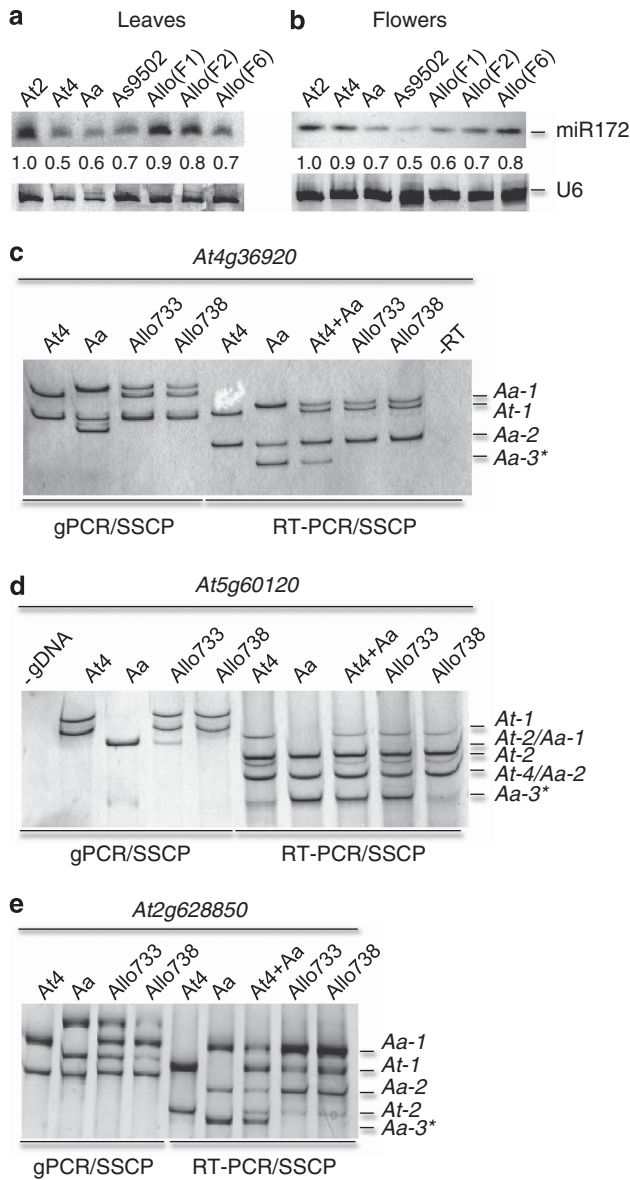 a Leaves b Flowers
At2 At4 Aa As9502 Allo(F1) Allo(F2) Allo(F6) At2 At4 Aa As9502 Allo(F1) Allo(F2) Allo(F6)
miR172
1.0 0.5 0.6 0.7 0.9 0.8 0.7 1.0 0.9 0.7 0.5 0.6 0.7 0.8
U6
c
At4g36920
At4 Aa Allo733 Allo738 At4 Aa At4+Aa Allo733 Allo738 -RT
Aa-1
At-1
Aa-2
Aa-3*
gPCR/SSCP RT-PCR/SSCP
d
At5g60120
-gDNA At4 Aa Allo733 Allo738 At4 Aa At4+Aa Allo733 Allo738
At-1
At-2/Aa-1
At-2
At-4/Aa-2
Aa-3*
gPCR/SSCP RT-PCR/SSCP
e
At2g628850
At4 Aa Allo733 Allo738 At4 Aa At4+Aa Allo733 Allo738
Aa-1
At-1
Aa-2
At-2
Aa-3*
gPCR/SSCP RT-PCR/SSCP